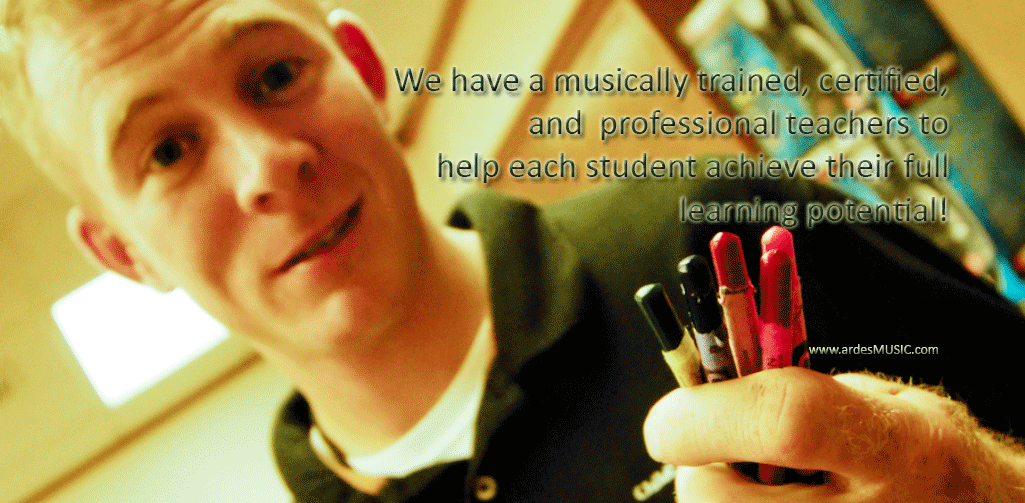 We have a musically trained, certified,
and  professional teachers to
help each student achieve their full
learning potential!
www.ardesMUSIC.com